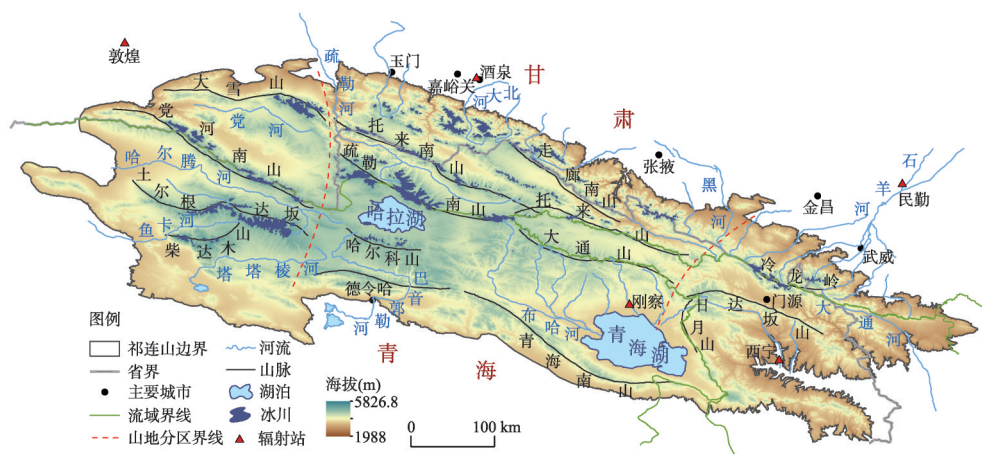 敦煌
疏勒河
玉门
嘉峪关
酒泉
甘肃
北大河
大雪山
党河
党河南山
托来南山
走廊南山
张掖
黑河
石羊河
民勤
金昌
武威
哈尔腾河
疏勒南山
托来山
土尔根达坂
哈拉湖
大通山
冷龙岭
鱼卡河
柴达木山
哈尔科山
塔塔棱河
巴音郭勒河
德令哈
布哈河
刚察
日月山
达坂山
门源
大通河
青海湖
西宁
青海南山
青海
图例
祁连山边界
河流
省界
山脉
主要城市
湖泊
流域界线
冰川
山地分区界线
辐射站
海拔(m)
5826.8
1988
0
100 km